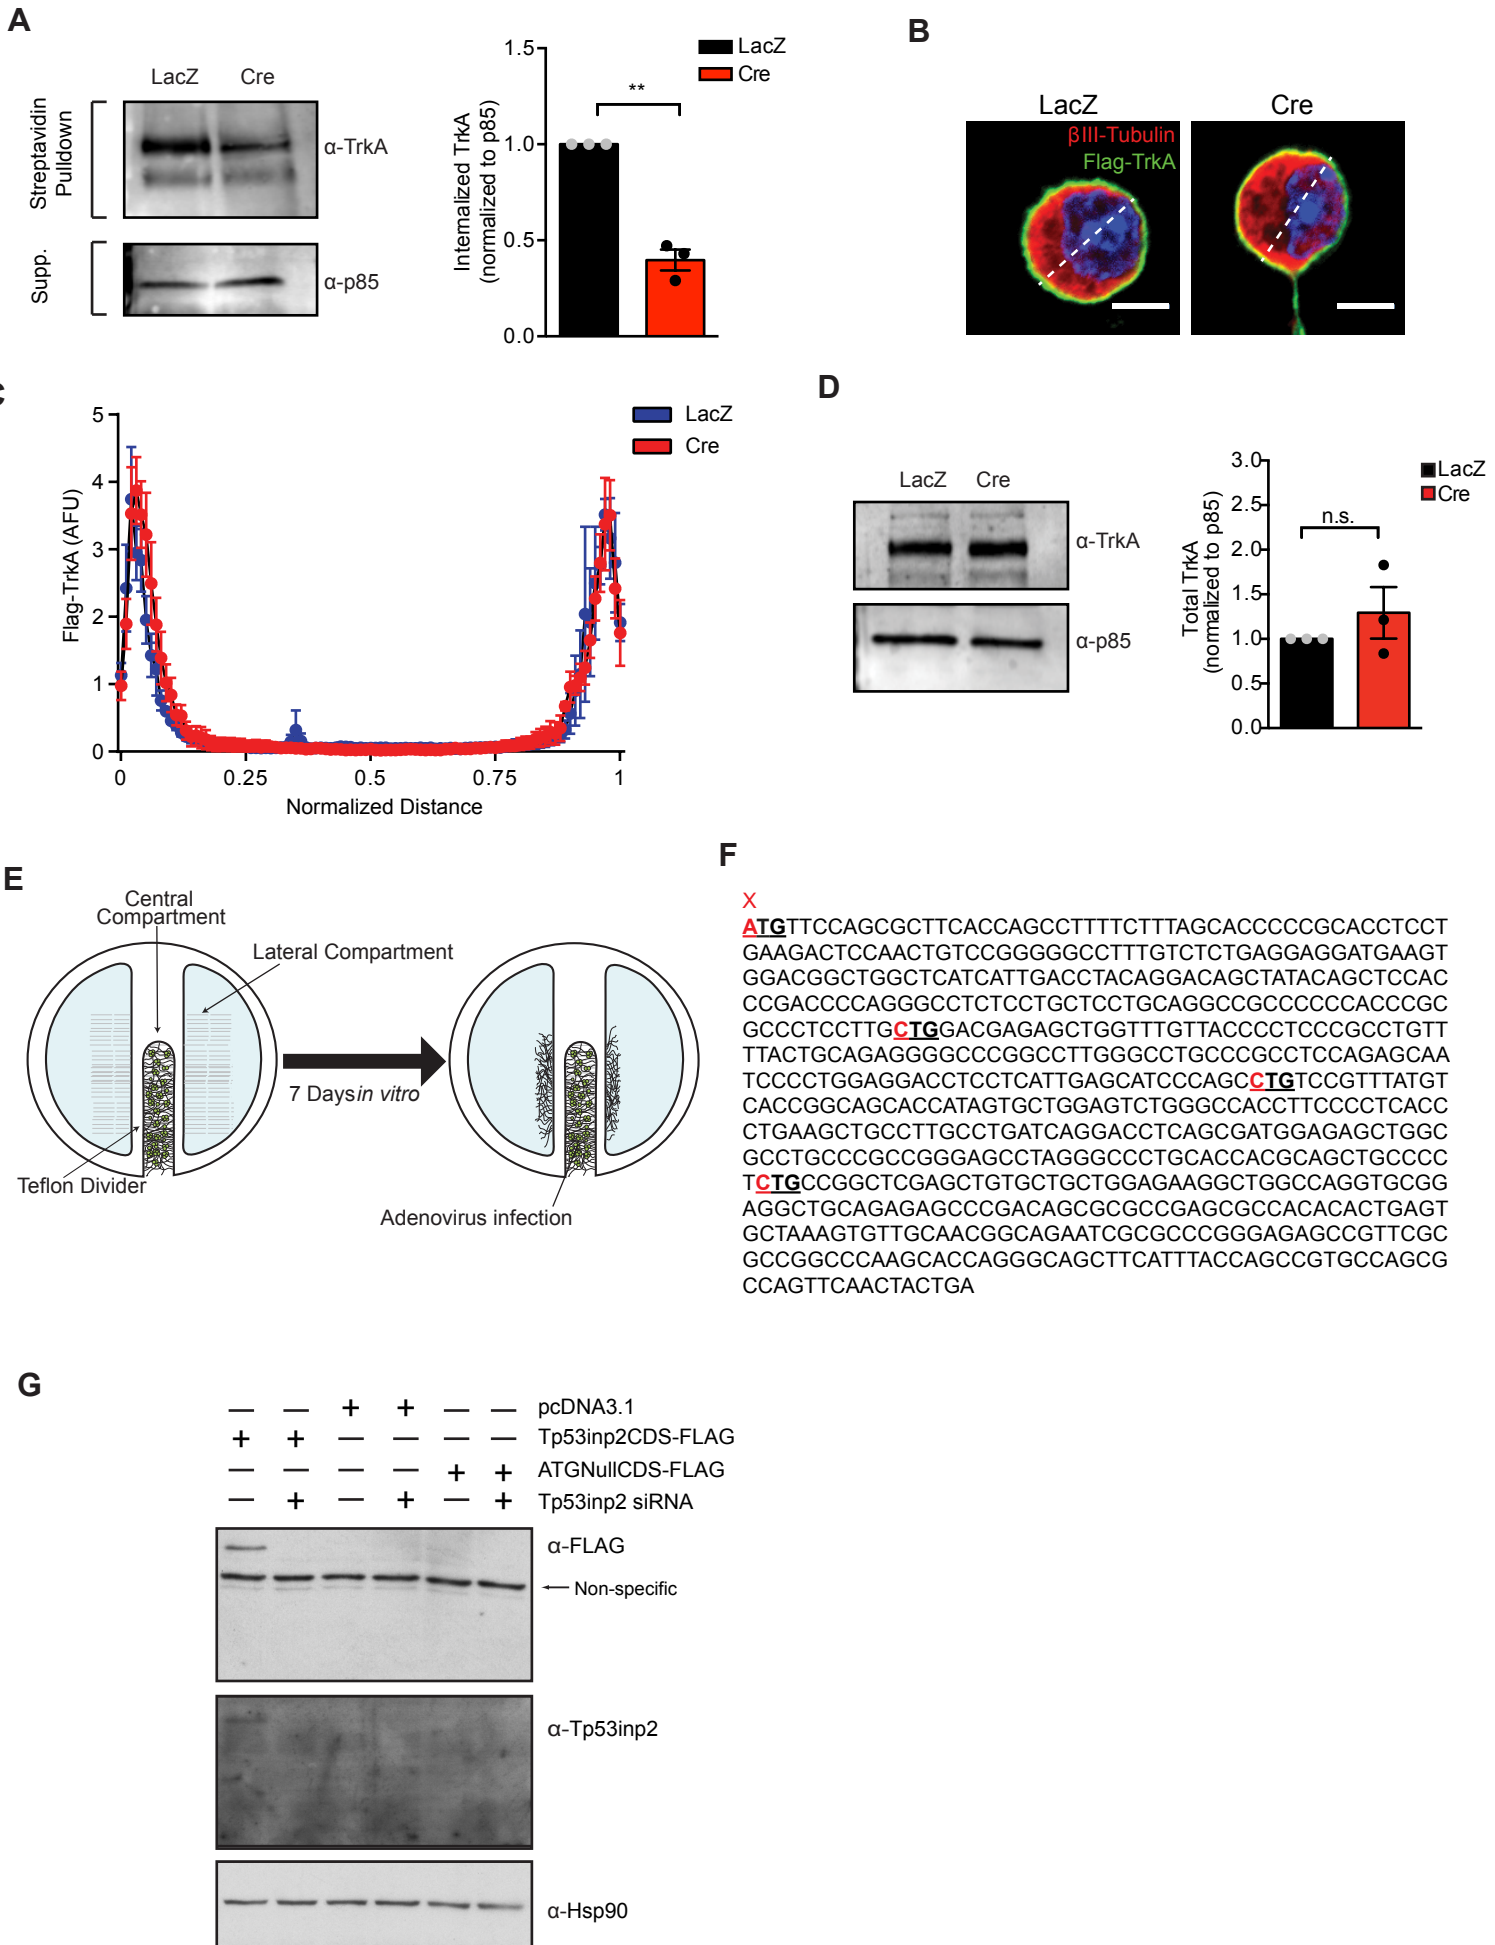 A
LacZ
Cre
Streptavidin
Pulldown
α-TrkA
Supp.
α-p85
1.5
1.0
0.5
0.0
Internalized TrkA
(normalized to p85)
**
LacZ
Cre
B
LacZ
Cre
βIII-Tubulin
Flag-TrkA
5
4
3
2
1
0
Flag-TrkA (AFU)
0
0.25
0.5
0.75
1
Normalized Distance
LacZ
Cre
D
LacZ
Cre
α-TrkA
α-p85
3.0
2.5
2.0
1.5
1.0
0.5
0.0
Total TrkA
(normalized to p85)
n.s.
LacZ
Cre
E
Central
Compartment
Lateral Compartment
7 Days in vitro
Teflon Divider
Adenovirus infection
F
X
ATGTTCCAGCGCTTCACCAGCCTTTTCTTTAGCACCCCCGCACCTCCT
GAAGACTCCAACTGTCCGGGGGCCTTTGTCTCTGAGGAGGATGAAGT
GGACGGCTGGCTCATCATTGACCTACAGGACAGCTATACAGCTCCAC
CCGACCCCAGGGCCTCTCCTGCTCCTGCAGGCCGCCCCCCACCCGC
GCCCTCCTTGCTGGACGAGAGCTGGTTTGTTACCCCTCCCGCCTGTT
TTACTGCAGAGGGGCCCGGCCTTGGGCCTGCCCGCCTCCAGAGCAA
TCCCCTGGAGGACCTCCTCATTGAGCATCCCAGCCTGTCCGTTTATGT
CACCGGCAGCACCATAGTGCTGGAGTCTGGGCCACCTTCCCCTCACC
CTGAAGCTGCCTTGCCTGATCAGGACCTCAGCGATGGAGAGCTGGC
GCCTGCCCGCCGGGAGCCTAGGGCCCTGCACCACGCAGCTGCCCC
TCTGCCGGCTCGAGCTGTGCTGCTGGAGAAGGCTGGCCAGGTGCGG
AGGCTGCAGAGAGCCCGACAGCGCGCCGAGCGCCACACACTGAGT
GCTAAAGTGTTGCAACGGCAGAATCGCGCCCGGGAGAGCCGTTCGC
GCCGGCCCAAGCACCAGGGCAGCTTCATTTACCAGCCGTGCCAGCG
CCAGTTCAACTACTGA
G
— — + + — — pcDNA3.1
+ + — — — — Tp53inp2CDS-FLAG
— — — — + + ATGNullCDS-FLAG
— + — + — + Tp53inp2 siRNA
α-FLAG
Non-specific
α-Tp53inp2
α-Hsp90